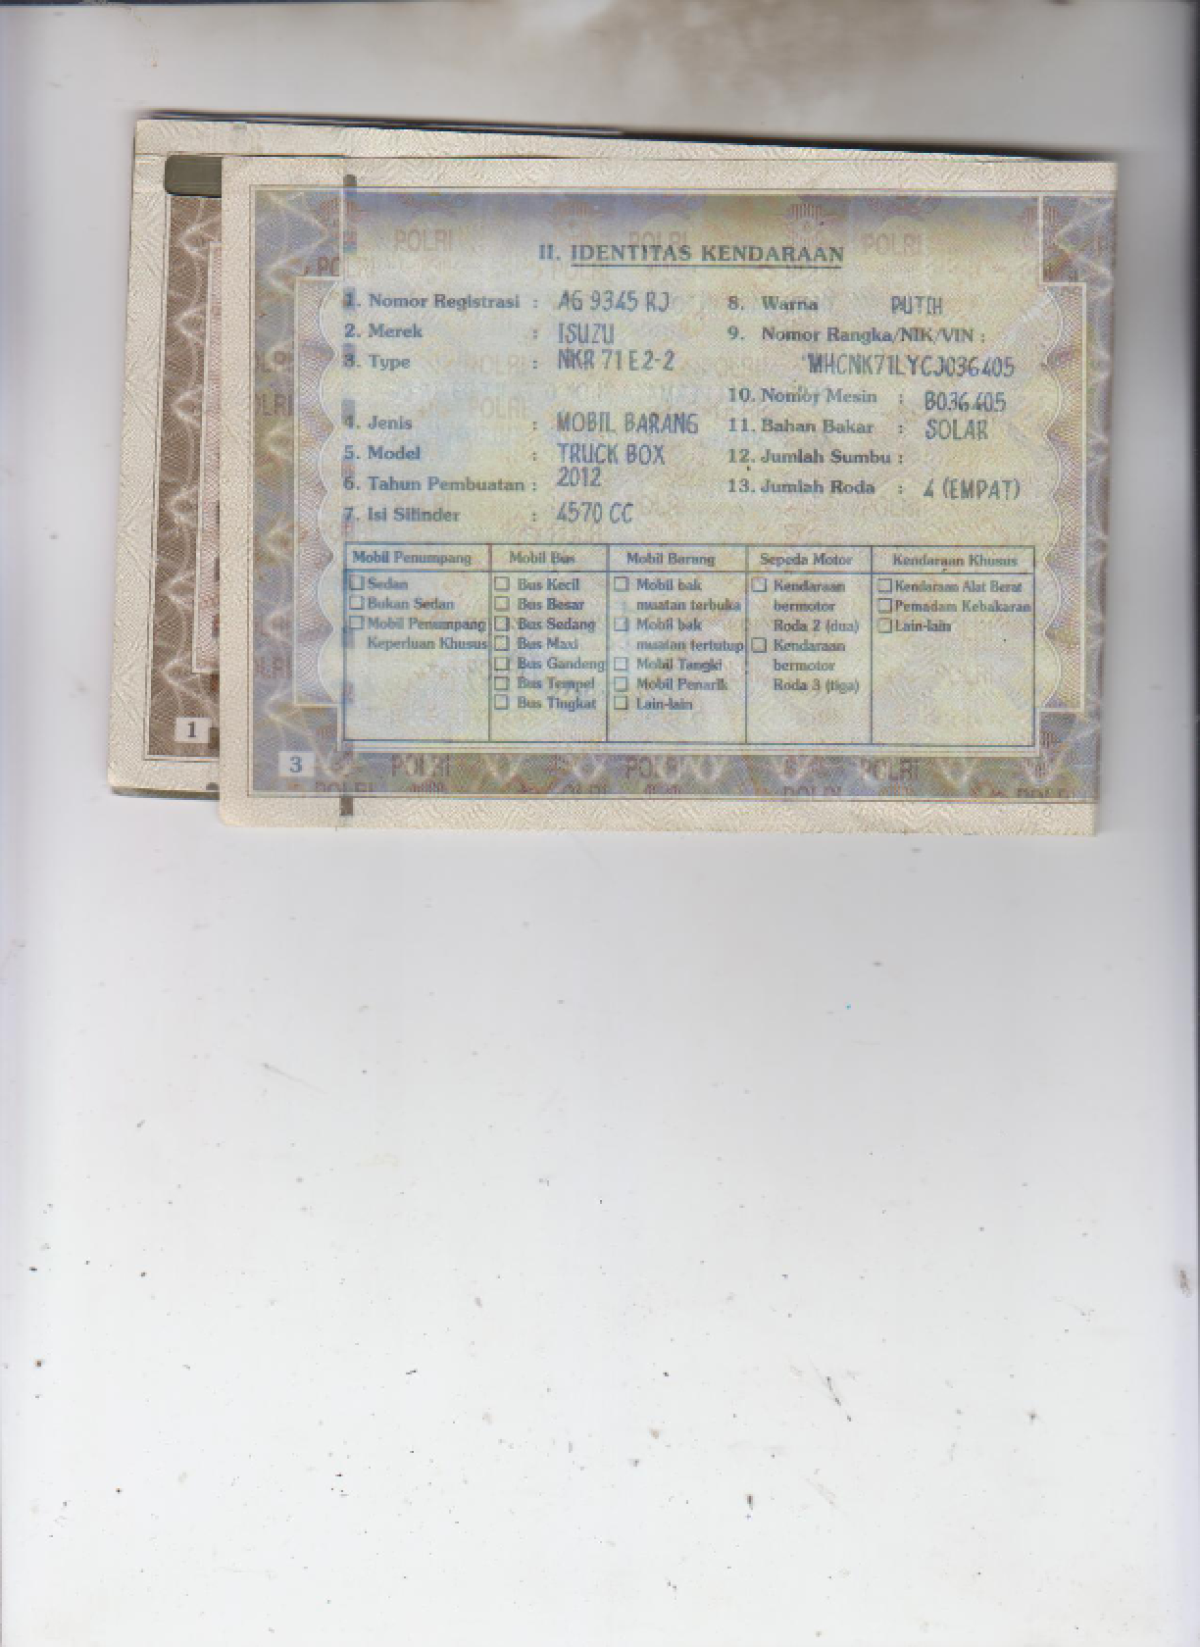 II. IDENTITAS KENDARAAN
1. Nomor Registrasi : AG 9345 RJ
2. Merek : ISUZU
3. Type : NKR 71 E2-2
4. Jenis : MOBIL BARANG
5. Model : TRUCK BOX
6. Tahun Pembuatan : 2012
7. Isi Silinder : 4570 CC
8. Warna PUTIH
9. Nomor Rangka/NIK/VIN :
MHCNK71LYCJ036405
10. Nomor Mesin : B036405
11. Bahan Bakar : SOLAR
12. Jumlah Sumbu :
13. Jumlah Roda : 4 (EMPAT)
Mobil Penumpang
Sedan
Bukan Sedan
Mobil Penumpang
Keperluan Khusus
Mobil Bus
Bus Kecil
Bus Besar
Bus Sedang
Bus Maxi
Bus Gandeng
Bus Tempel
Bus Tingkat
Mobil Barang
Mobil bak
muatan terbuka
Mobil bak
muatan tertutup
Mobil Tangki
Mobil Penarik
Lain-lain
Sepeda Motor
Kendaraan
bermotor
Roda 2 (dua)
Kendaraan
bermotor
Roda 3 (tiga)
Kendaraan Khusus
Kendaraan Alat Berat
Pemadam Kebakaran
Lain-lain
1
3
POLRI POLRI POLRI